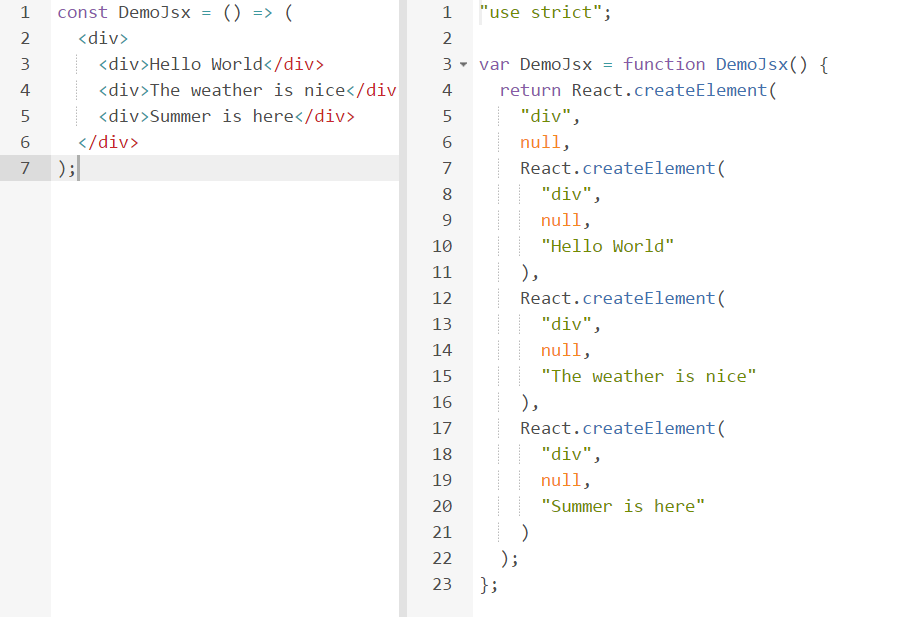 1 const DemoJsx = () => (
2   <div>
3     <div>Hello World</div>
4     <div>The weather is nice</div
5     <div>Summer is here</div>
6   </div>
7 );
1 "use strict";
2
3 var DemoJsx = function DemoJsx() {
4   return React.createElement(
5     "div",
6     null,
7     React.createElement(
8       "div",
9       null,
10       "Hello World"
11     ),
12     React.createElement(
13       "div",
14       null,
15       "The weather is nice"
16     ),
17     React.createElement(
18       "div",
19       null,
20       "Summer is here"
21     )
22   );
23 };